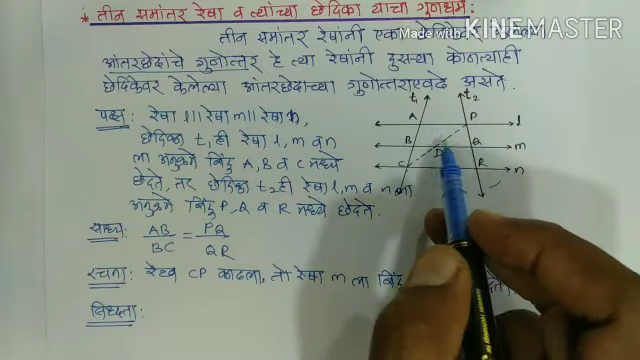 * तीन समांतर रेषा व त्यांच्या छेदिका याचा गुणधर्म:
Made with KINEMASTER
तीन समांतर रेषांनी एका
आंतरछेदांचे गुणोत्तर हे त्या रेषांनी दुसऱ्या कोणत्याही
छेदिकेवर केलेल्या आंतरछेदाच्या गुणोत्तराएवढे असते.
पक्ष: रेषा l || रेषा m || रेषा n,
छेदिका t₁ ही रेषा l, m व n
ला अनुक्रमे बिंदू A, B व C मध्ये
छेदते, तर छेदिका t₂ ही रेषा l, m व n ला
अनुक्रमे बिंदू P, Q व R मध्ये छेदते.
साध्य: AB/BC = PQ/QR
रचना: रेख CP काढला, तो रेषा m ला बिंदू
सिध्दता:
t₁ t₂
A P l
B D Q m
C R n